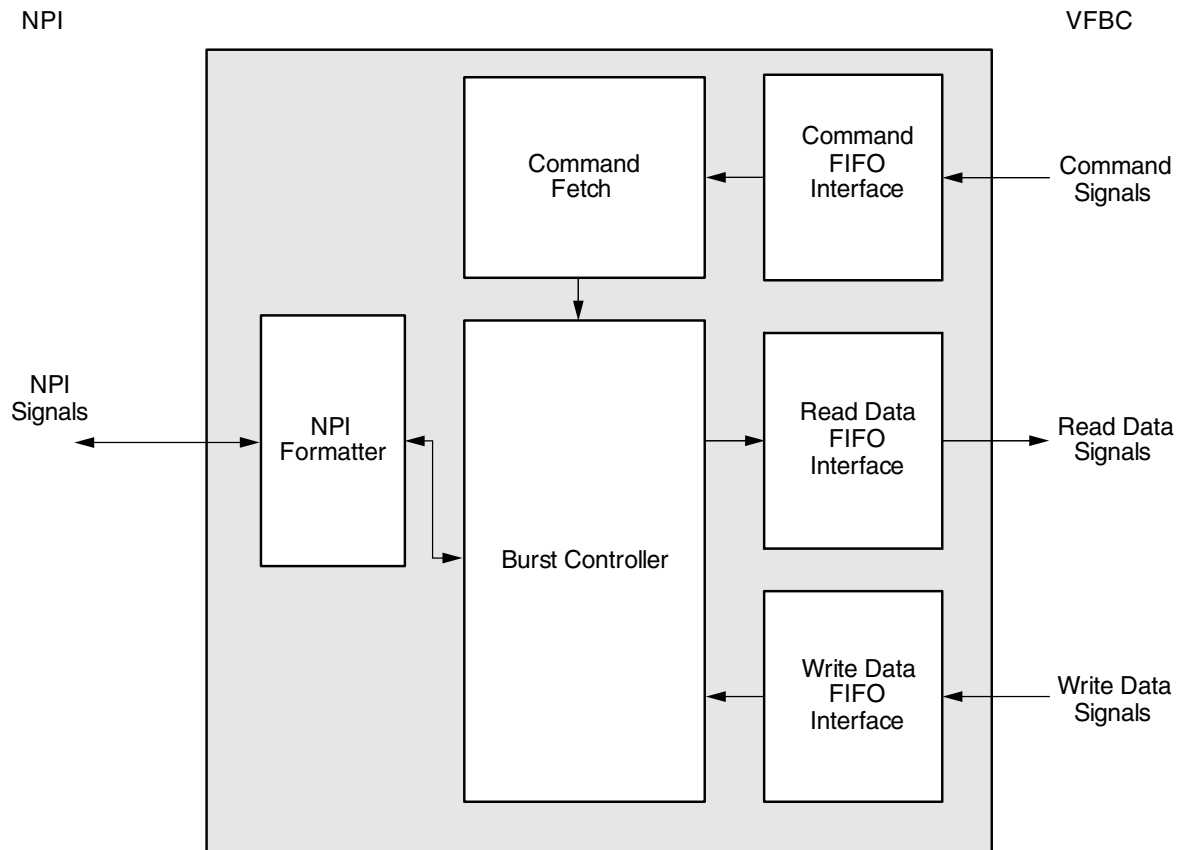 NPI
VFBC
Command
Fetch
Command
FIFO
Interface
Command
Signals
NPI
Signals
NPI
Formatter
Burst Controller
Read Data
FIFO
Interface
Read Data
Signals
Write Data
FIFO
Interface
Write Data
Signals